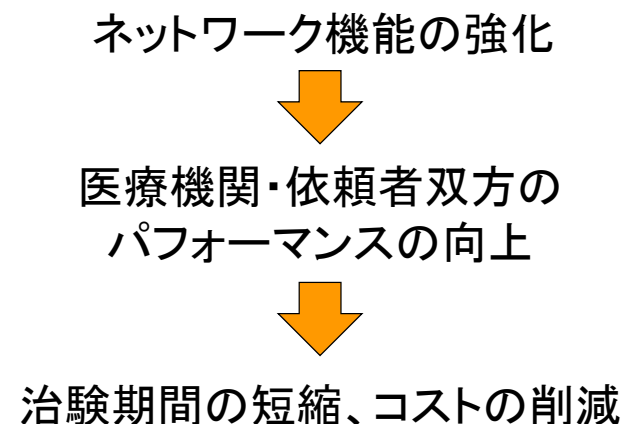 ネットワーク機能の強化
医療機関・依頼者双方の
パフォーマンスの向上
治験期間の短縮、コストの削減